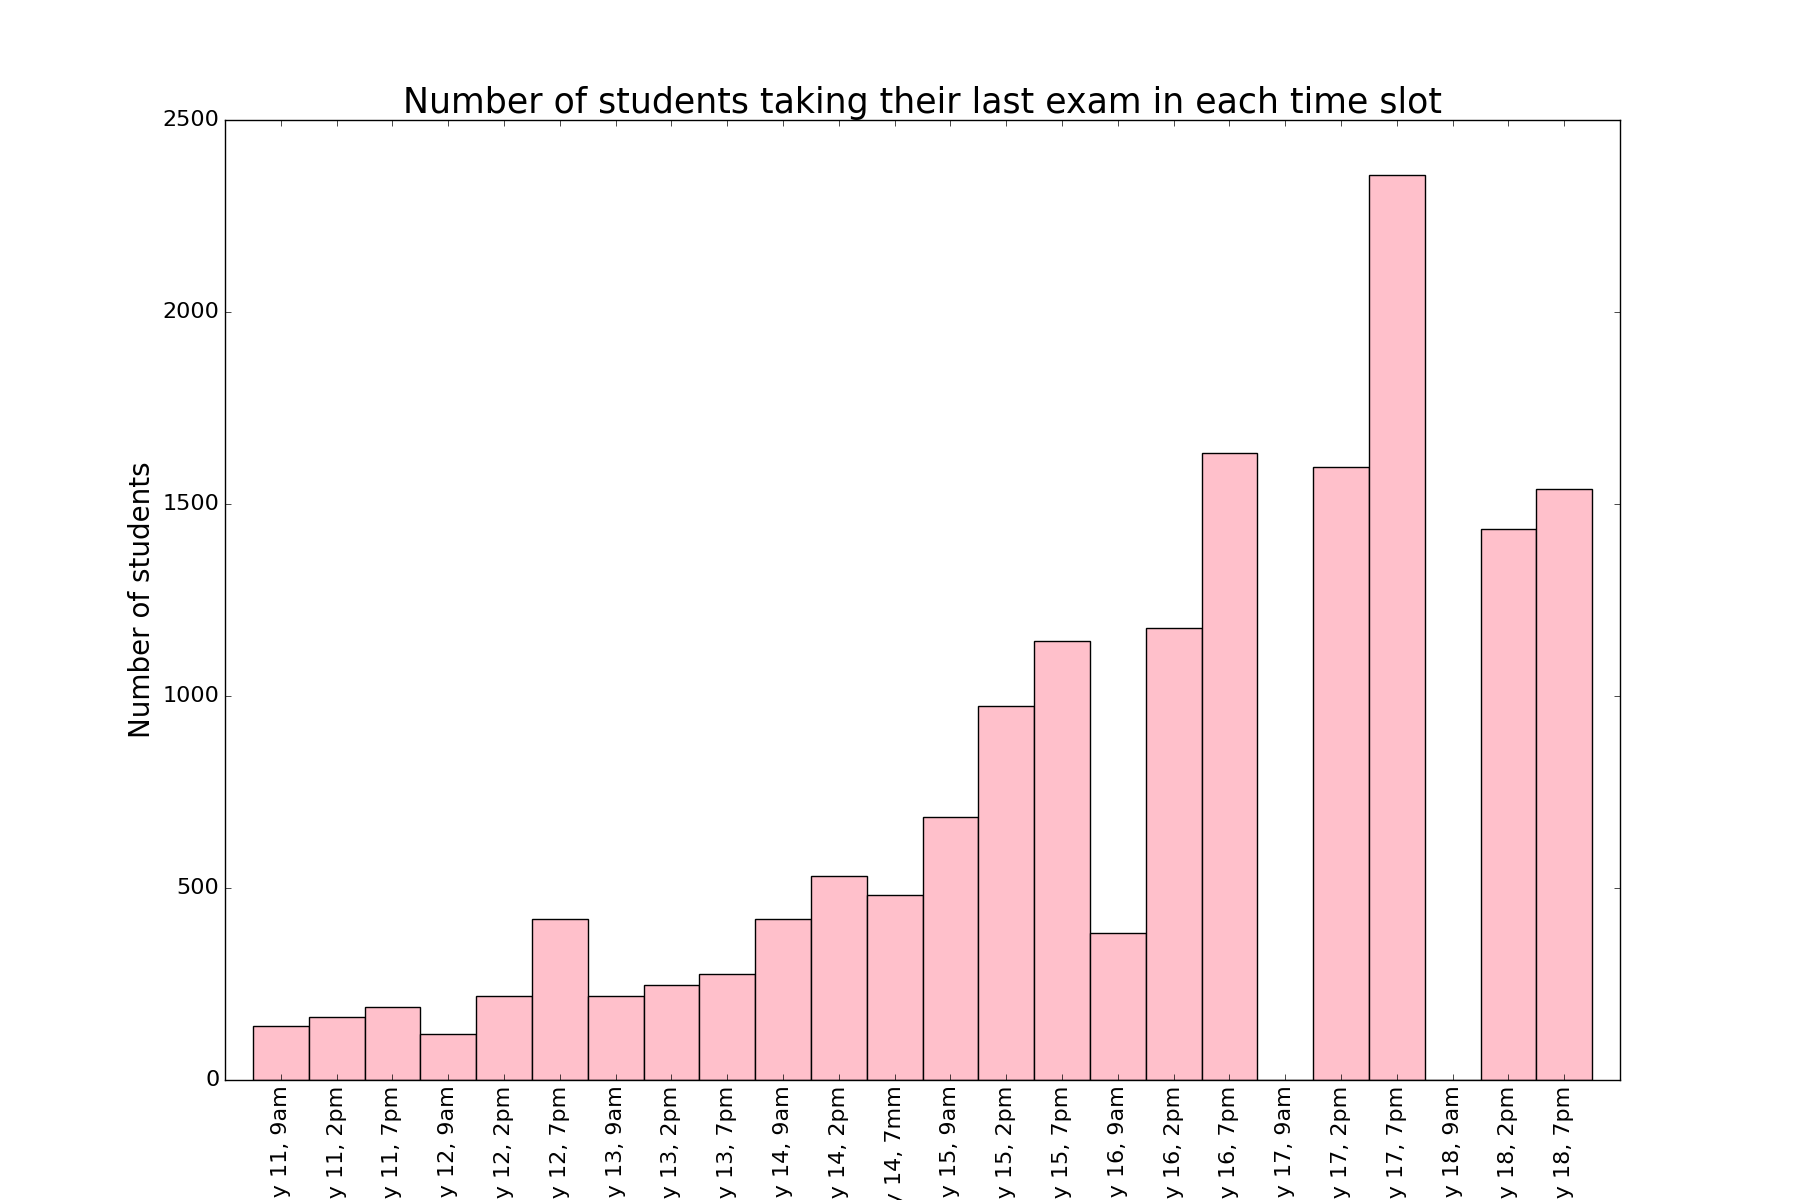 Number of students taking their last exam in each time slot
Number of students
2500
2000
1500
1000
500
0
y 11, 9am
y 11, 2pm
y 11, 7pm
y 12, 9am
y 12, 2pm
y 12, 7pm
y 13, 9am
y 13, 2pm
y 13, 7pm
y 14, 9am
y 14, 2pm
y 14, 7mm
y 15, 9am
y 15, 2pm
y 15, 7pm
y 16, 9am
y 16, 2pm
y 16, 7pm
y 17, 9am
y 17, 2pm
y 17, 7pm
y 18, 9am
y 18, 2pm
y 18, 7pm